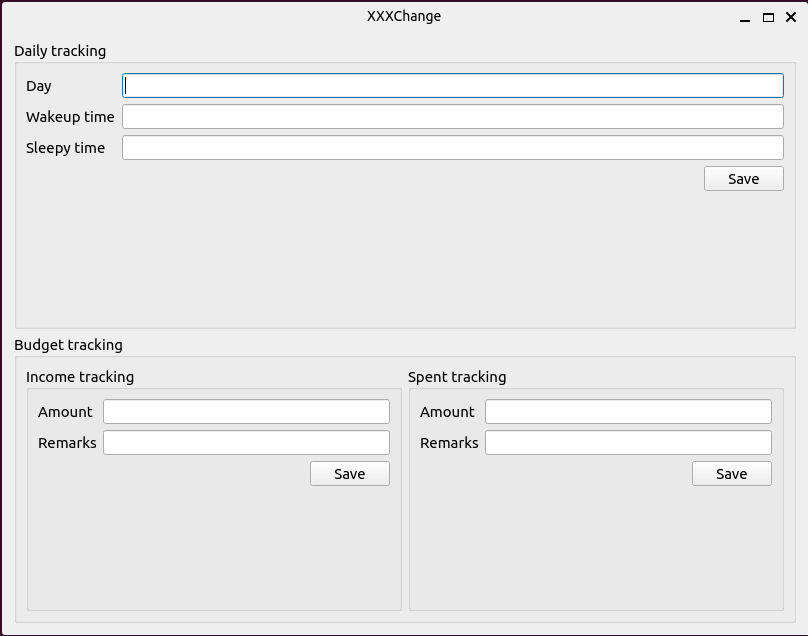 XXXChange
Daily tracking
Day
Wakeup time
Sleepy time
Save
Budget tracking
Income tracking
Amount
Remarks
Save
Spent tracking
Amount
Remarks
Save